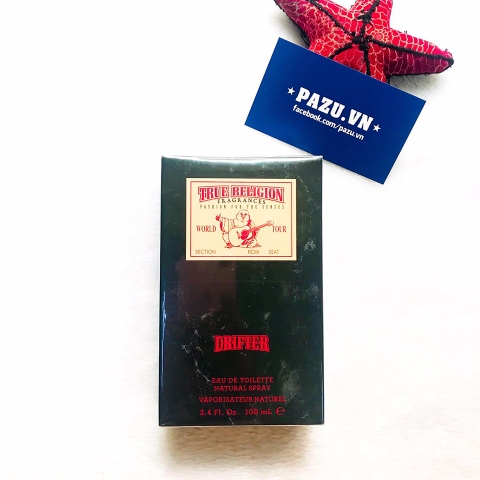 ★ PAZU.VN ★
facebook.com/pazu.vn
TRUE RELIGION
FRAGRANCES
FASHION FOR THE SENSES
WORLD TOUR
SECTION ROW SEAT
DRIFTER
EAU DE TOILETTE
NATURAL SPRAY
VAPORISATEUR NATUREL
3.4 Fl. Oz. 100 mL ℮